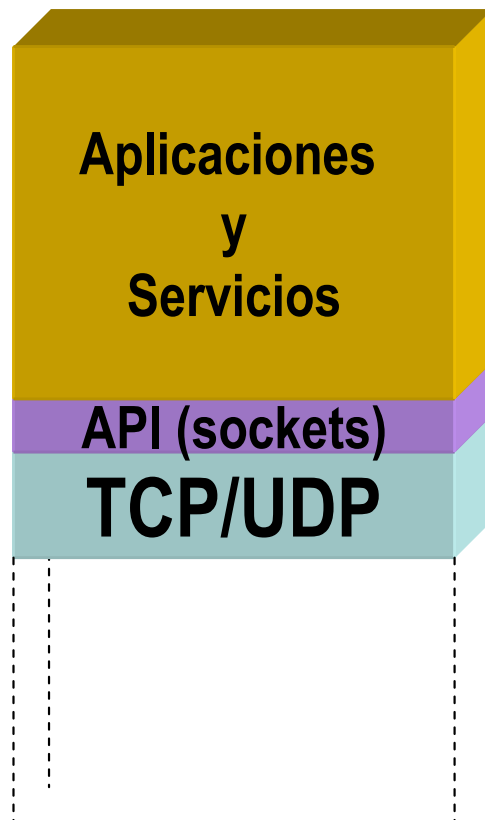 Aplicaciones
y
Servicios
API (sockets)
TCP/UDP